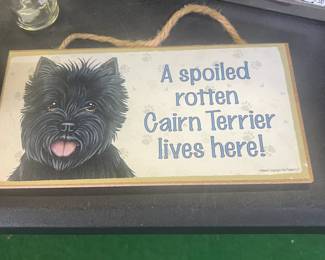 A spoiled
rotten
Cairn Terrier
lives here!